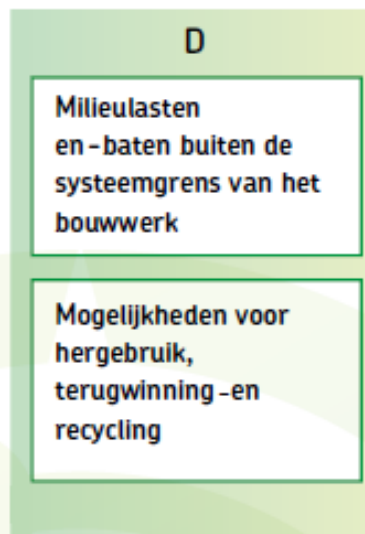 D
Milieulasten
en-baten buiten de
systeemgrens van het
bouwwerk
Mogelijkheden voor
hergebruik,
terugwinning-en
recycling